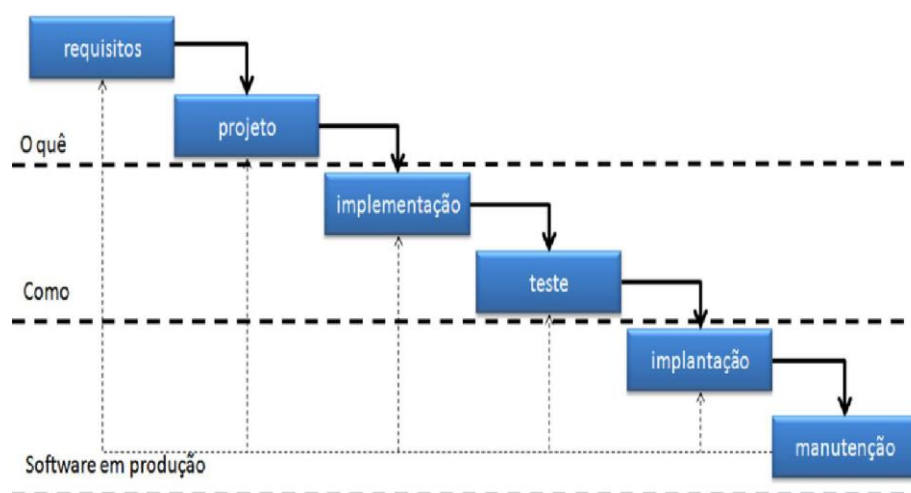 requisitos
projeto
O quê
implementação
teste
Como
implantação
manutenção
Software em produção